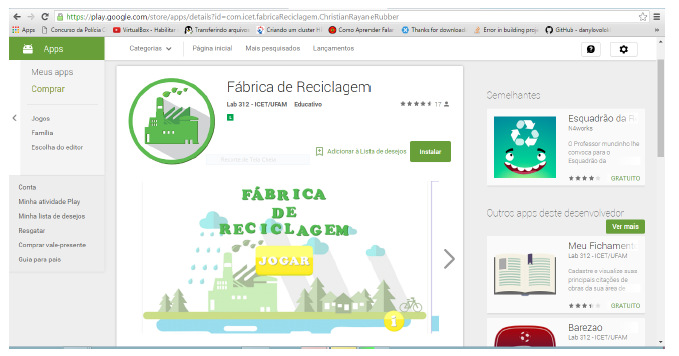 https://play.google.com/store/apps/details?id=com.icet.fabricaReciclagem.ChristianRayaneRubber
Apps Concurso da Polícia C VirtualBox - Habilitar Transferindo arquivos Criando um cluster H Como Aprender Falar Thanks for download Error in building proj GitHub - danylovolok
Apps Categorias Página inicial Mais pesquisados Lançamentos
Meus apps
Comprar
Jogos
Família
Escolha do editor
Conta
Minha atividade Play
Minha lista de desejos
Resgatar
Comprar vale-presente
Guia para pais
Fábrica de Reciclagem
Lab 312 - ICET/UFAM Educativo 17
L
Adicionar à Lista de desejos Instalar
FÁBRICA
DE
RECICLAGEM
JOGAR
i
Semelhantes
Esquadrão da R
NAworks
O Professor mundinho lhe
convoca para o
Esquadrão da
GRATUITO
Outros apps deste desenvolvedor
Ver mais
Meu Fichament
Lab 312 - ICET/UFAM
Cadastre e visualize suas
principais citações de
obras da sua área de
GRATUITO
Barezao
Lab 312 - ICET/UFAM